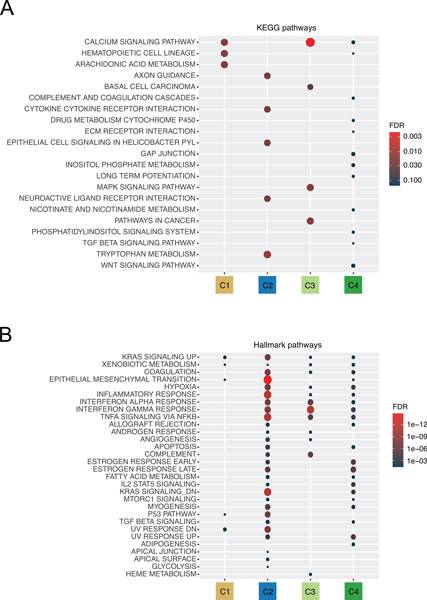 A
KEGG pathways
CALCIUM SIGNALING PATHWAY
HEMATOPOIETIC CELL LINEAGE
ARACHIDONIC ACID METABOLISM
AXON GUIDANCE
BASAL CELL CARCINOMA
COMPLEMENT AND COAGULATION CASCADES
CYTOKINE CYTOKINE RECEPTOR INTERACTION
DRUG METABOLISM CYTOCHROME P450
ECM RECEPTOR INTERACTION
EPITHELIAL CELL SIGNALING IN HELICOBACTER PYL
GAP JUNCTION
INOSITOL PHOSPHATE METABOLISM
LONG TERM POTENTIATION
MAPK SIGNALING PATHWAY
NEUROACTIVE LIGAND RECEPTOR INTERACTION
NICOTINATE AND NICOTINAMIDE METABOLISM
PATHWAYS IN CANCER
PHOSPHATIDYLINOSITOL SIGNALING SYSTEM
TGF BETA SIGNALING PATHWAY
TRYPTOPHAN METABOLISM
WNT SIGNALING PATHWAY
C1 C2 C3 C4
FDR
0.003
0.010
0.030
0.100
B
Hallmark pathways
KRAS SIGNALING UP
XENOBIOTIC METABOLISM
COAGULATION
EPITHELIAL MESENCHYMAL TRANSITION
HYPOXIA
INFLAMMATORY RESPONSE
INTERFERON ALPHA RESPONSE
INTERFERON GAMMA RESPONSE
TNFA SIGNALING VIA NFKB
ALLOGRAFT REJECTION
ANDROGEN RESPONSE
ANGIOGENESIS
APOPTOSIS
COMPLEMENT
ESTROGEN RESPONSE EARLY
ESTROGEN RESPONSE LATE
FATTY ACID METABOLISM
IL2 STAT5 SIGNALING
KRAS SIGNALING_DN
MTORC1 SIGNALING
MYOGENESIS
P53 PATHWAY
TGF BETA SIGNALING
UV RESPONSE DN
UV RESPONSE UP
ADIPOGENESIS
APICAL JUNCTION
APICAL SURFACE
GLYCOLYSIS
HEME METABOLISM
C1 C2 C3 C4
FDR
1e−12
1e−09
1e−06
1e−03